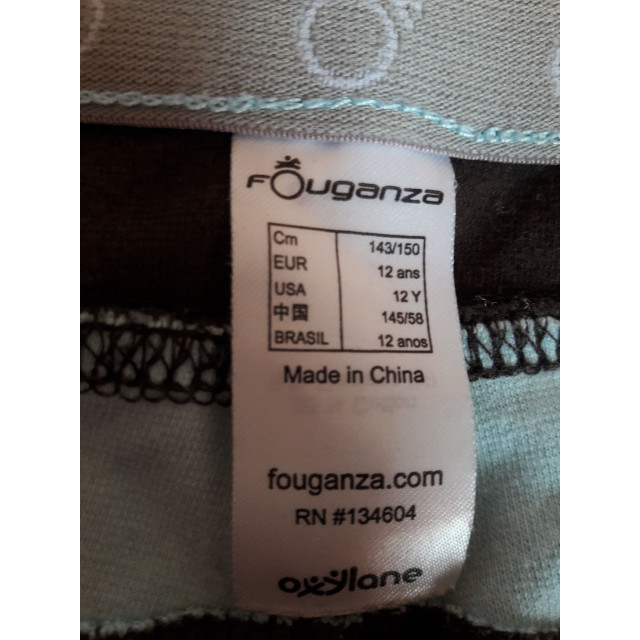 FOuganza
Cm 143/150
EUR 12 ans
USA 12 Y
中国 145/58
BRASIL 12 anos
Made in China
fouganza.com
RN #134604
oxylane